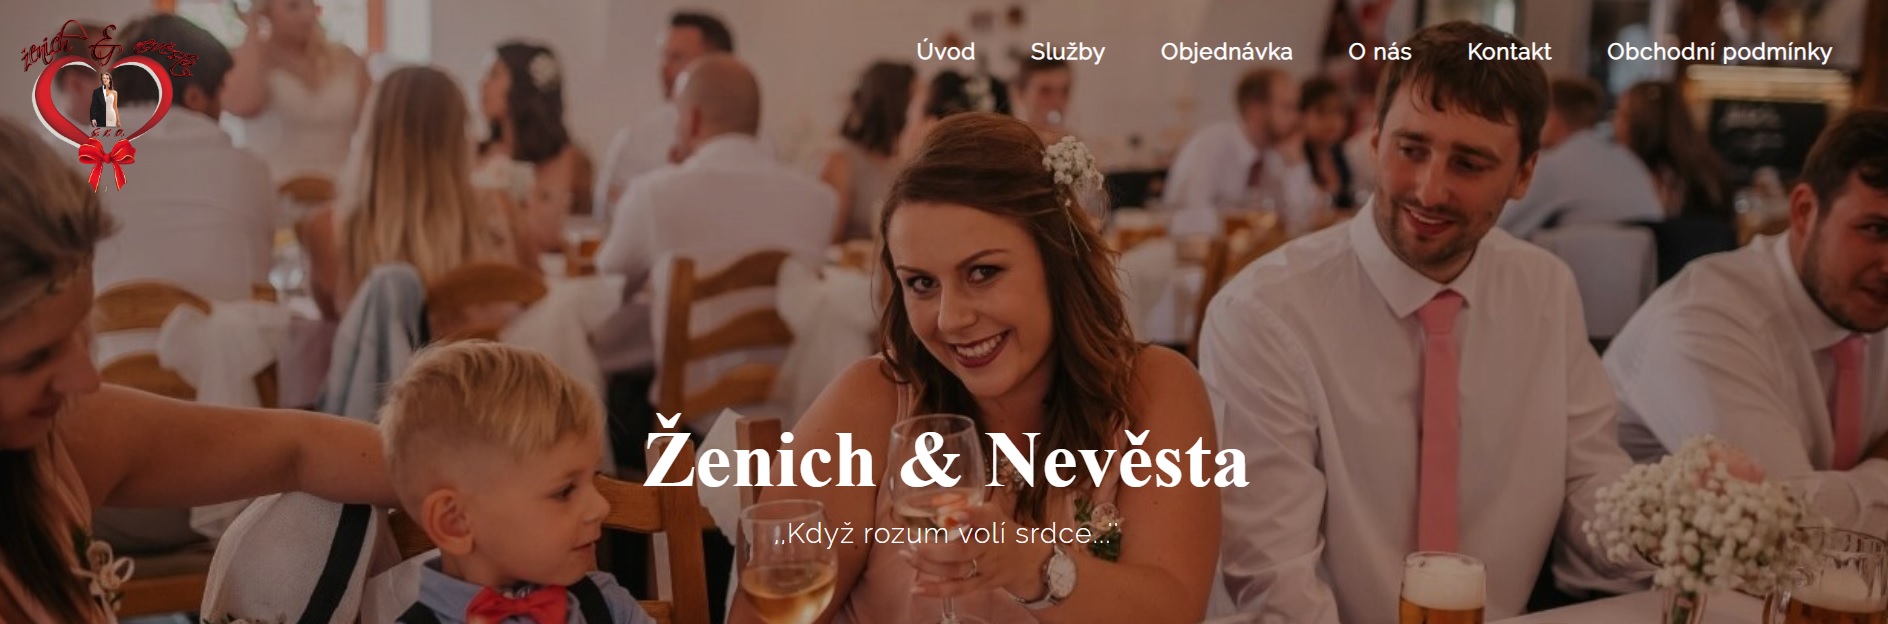 ženich & nevěsta
s. r. o.
Úvod Služby Objednávka O nás Kontakt Obchodní podmínky
Ženich & Nevěsta
,,Když rozum volí srdce..."